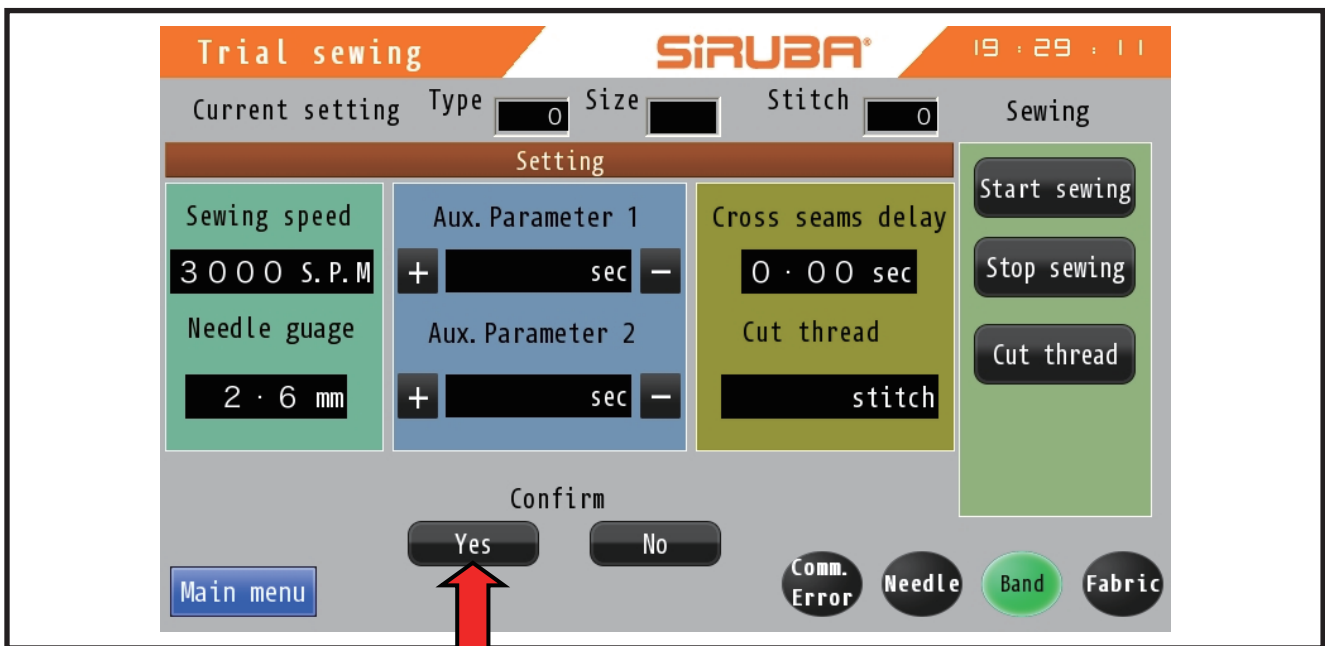 Trial sewing
SiRUBA®
19 : 29 : 11
Current setting
Type
0
Size
Stitch
0
Sewing
Setting
Sewing speed
3000 S.P.M
Needle guage
2・6 mm
Aux. Parameter 1
+
sec
−
Aux. Parameter 2
+
sec
−
Cross seams delay
0・00 sec
Cut thread
stitch
Start sewing
Stop sewing
Cut thread
Confirm
Yes
No
Main menu
Comm.
Error
Needle
Band
Fabric